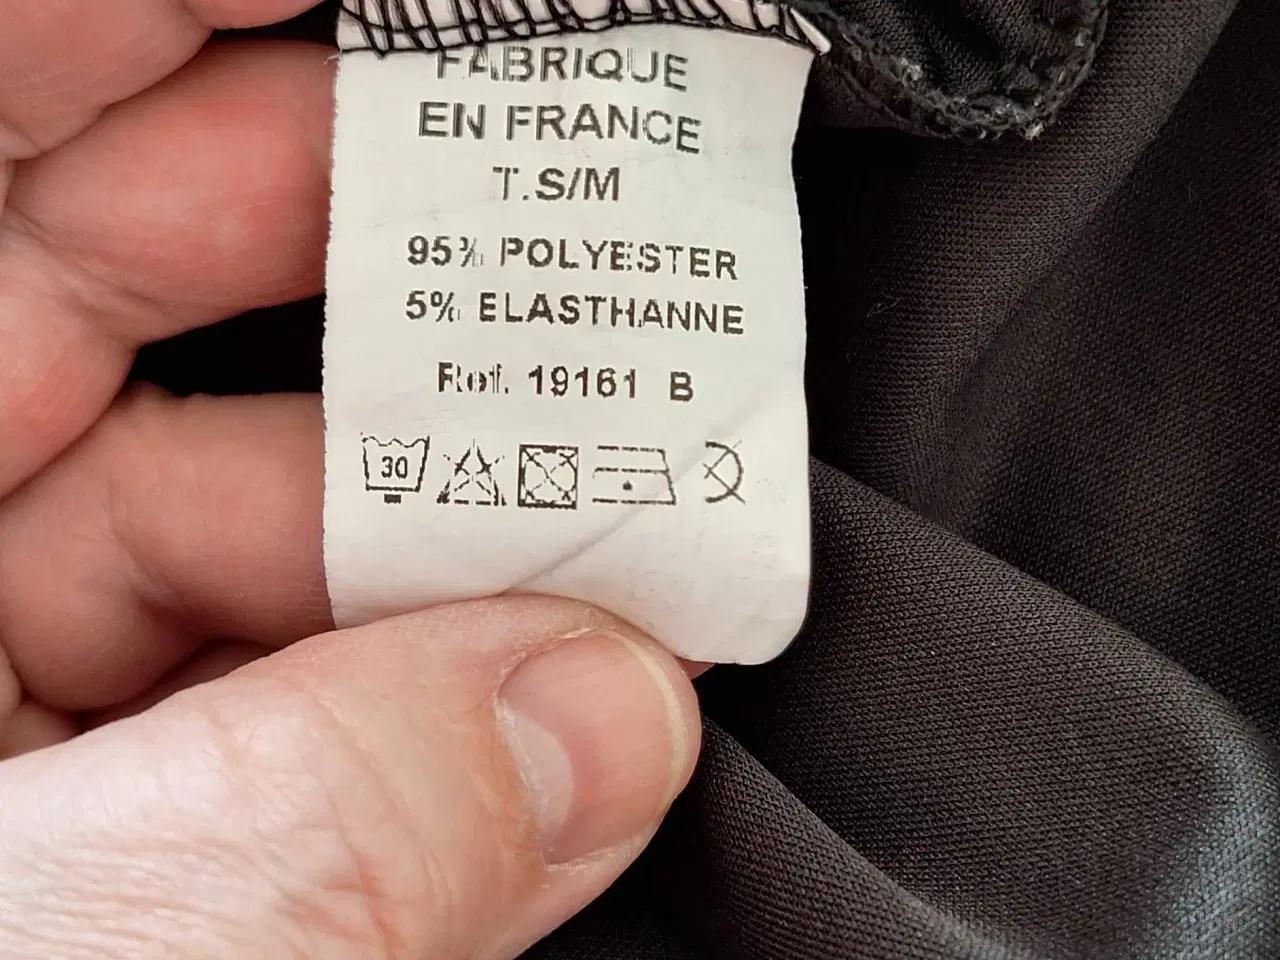 FABRIQUE
EN FRANCE
T.S/M
95% POLYESTER
5% ELASTHANNE
Ref. 19161 B
30